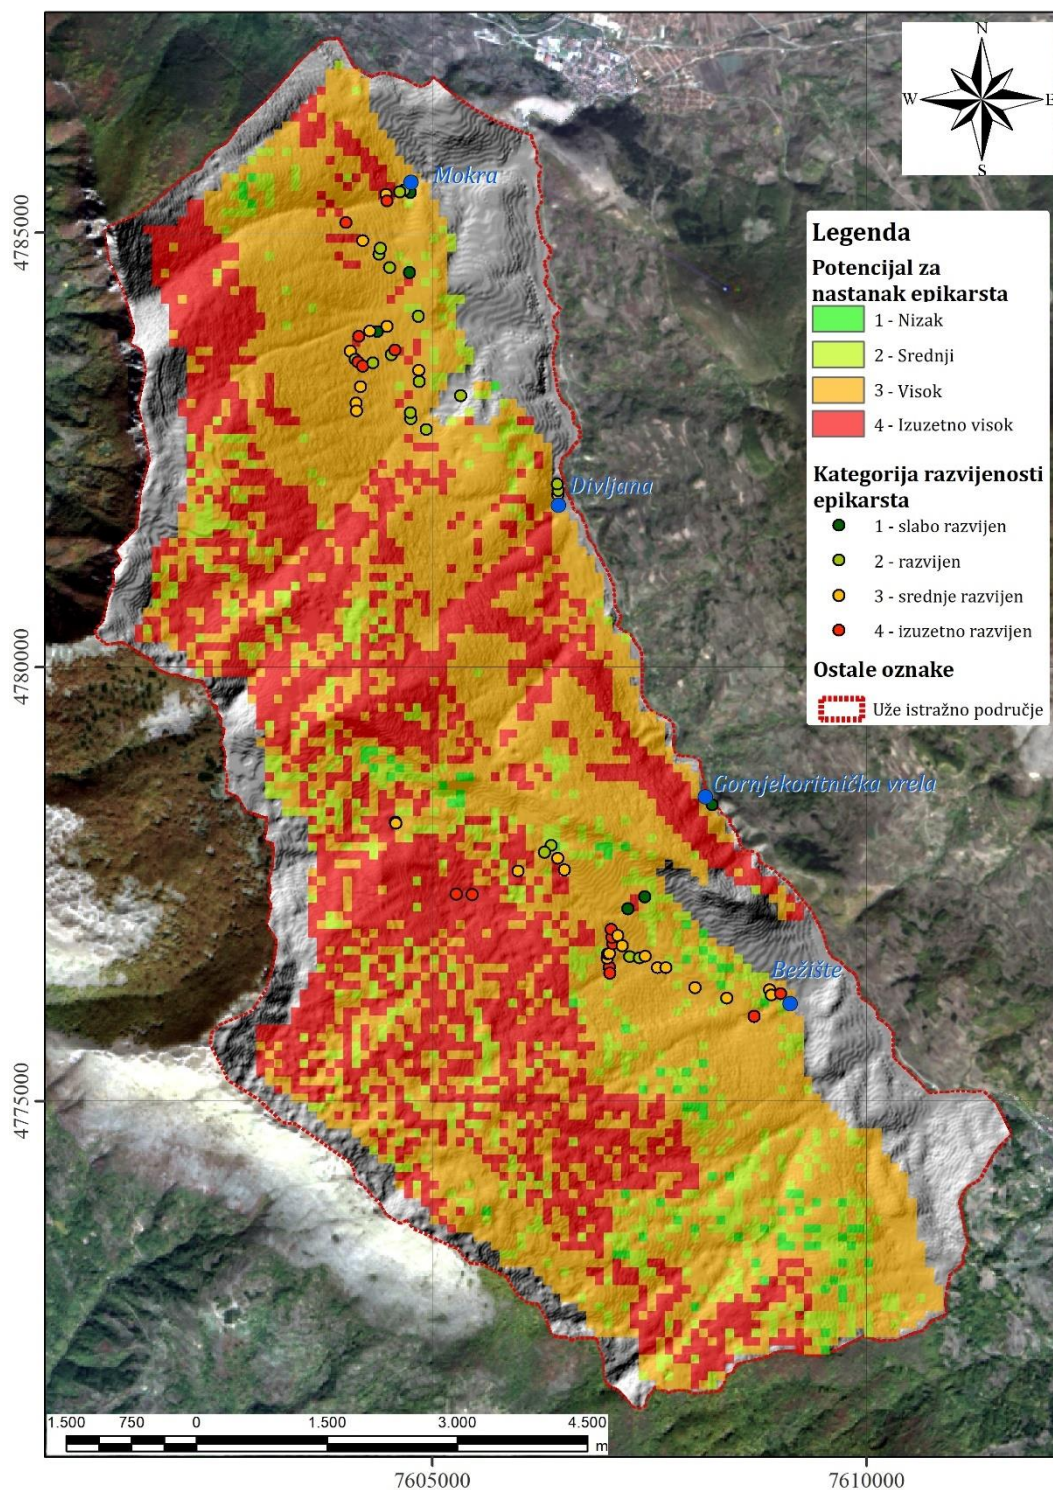 N
W
E
S
Mokra
Legenda
Potencijal za
nastanak epikarsta
1 - Nizak
2 - Srednji
3 - Visok
4 - Izuzetno visok
Kategorija razvijenosti
epikarsta
1 - slabo razvijen
2 - razvijen
3 - srednje razvijen
4 - izuzetno razvijen
Ostale oznake
Uže istražno područje
Divljana
Gornjekoritnička vrela
Bežište
4785000
4780000
4775000
1.500 750 0 1.500 3.000 4.500
m
7605000 7610000